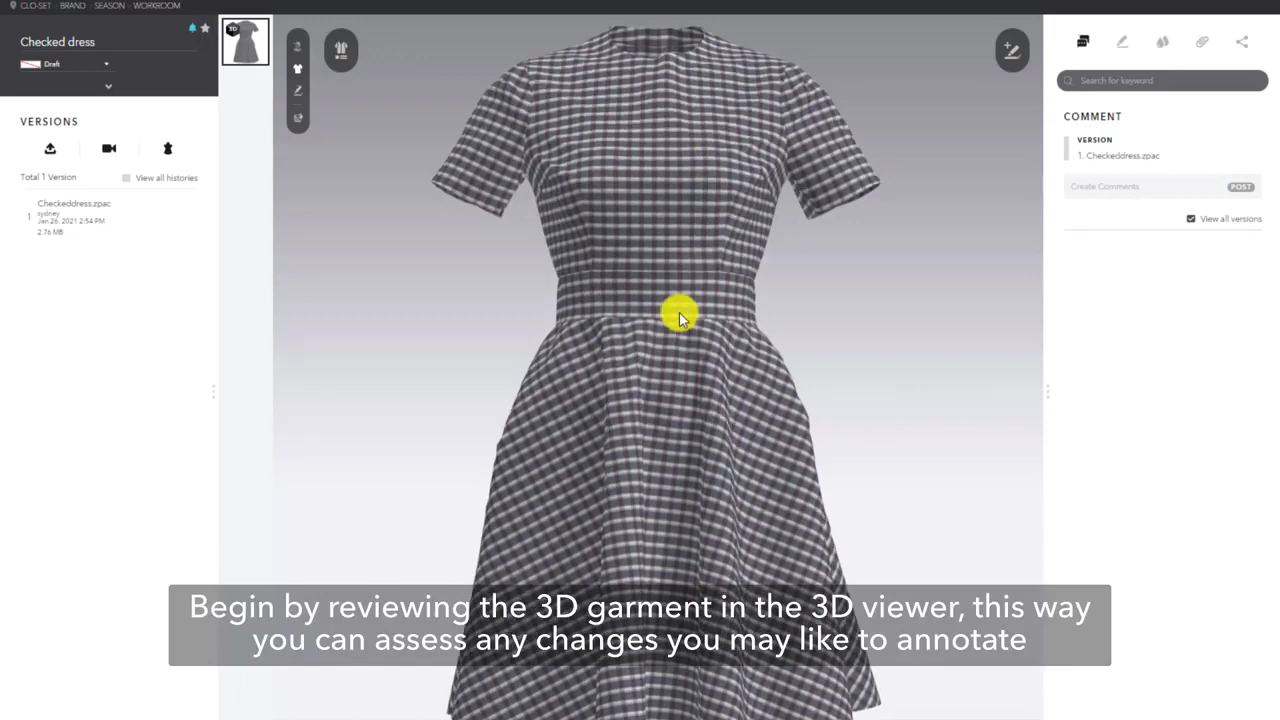 CLO-SET BRAND SEASON WORKROOM
Checked dress
Draft
VERSIONS
Total 1 Version View all histories
Checkeddress.zpac
1 sydney
Jan 26, 2021 2:54 PM
2.76 MB
3D
Search for keyword
COMMENT
VERSION
1. Checkeddress.zpac
Create Comments POST
View all versions
Begin by reviewing the 3D garment in the 3D viewer, this way
you can assess any changes you may like to annotate